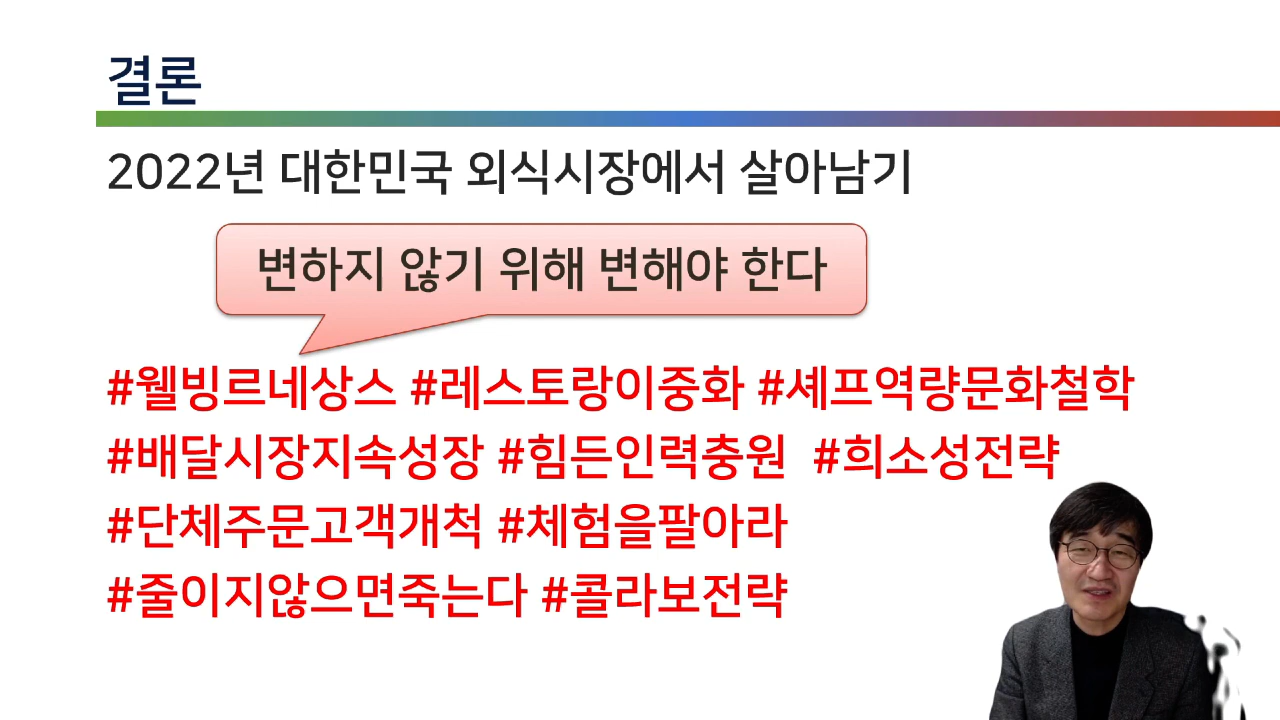 결론
2022년 대한민국 외식시장에서 살아남기
변하지 않기 위해 변해야 한다
#웰빙르네상스 #레스토랑이중화 #셰프역량문화철학
#배달시장지속성장 #힘든인력충원 #희소성전략
#단체주문고객개척 #체험을팔아라
#줄이지않으면죽는다 #콜라보전략